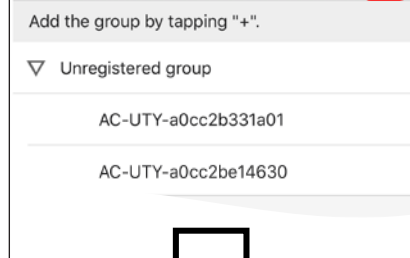 Add the group by tapping "+".
Unregistered group
AC-UTY-a0cc2b331a01
AC-UTY-a0cc2be14630